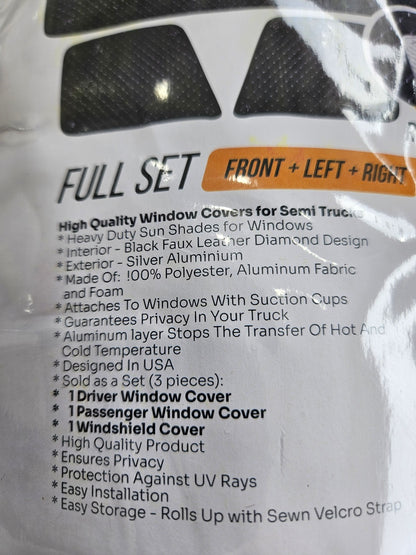 FULL SET
FRONT + LEFT + RIGHT
High Quality Window Covers for Semi Trucks
* Heavy Duty Sun Shades for Windows
* Interior - Black Faux Leather Diamond Design
* Exterior - Silver Aluminium
* Made Of: !00% Polyester, Aluminum Fabric
and Foam
* Attaches To Windows With Suction Cups
* Guarantees Privacy In Your Truck
* Aluminum layer Stops The Transfer Of Hot And
Cold Temperature
* Designed In USA
* Sold as a Set (3 pieces):
* 1 Driver Window Cover
* 1 Passenger Window Cover
* 1 Windshield Cover
* High Quality Product
* Ensures Privacy
* Protection Against UV Rays
* Easy Installation
* Easy Storage - Rolls Up with Sewn Velcro Strap